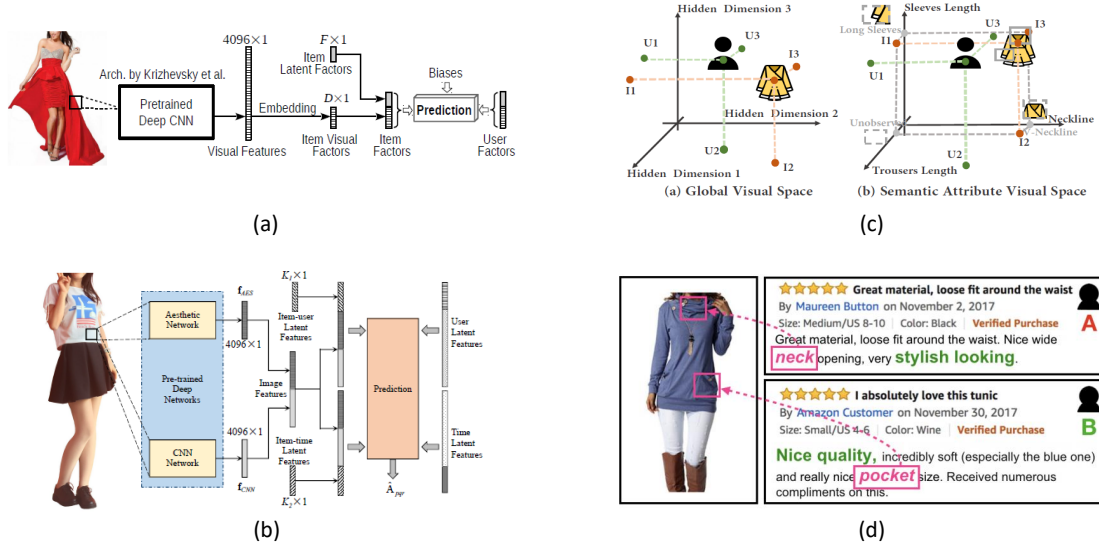 4096×1
F×1
Item
Latent Factors
Arch. by Krizhevsky et al.
Pretrained
Deep CNN
Embedding
D×1
Biases
Prediction
Visual Features
Item Visual
Factors
Item
Factors
User
Factors
(a)
Hidden Dimension 3
U1
U3
I3
I1
Hidden Dimension 2
U2
I2
Hidden Dimension 1
(a) Global Visual Space
Sleeves Length
Long Sleeves
U3
I3
I1
U1
Unobserv
Neckline
V-Neckline
I2
U2
Trousers Length
(b) Semantic Attribute Visual Space
(c)
Aesthetic
Network
Pre-trained
Deep
Networks
CNN
Network
f_AES
4096×1
Image
Features
4096×1
f_CNN
K₁×1
Item-user
Latent
Features
Item-time
Latent
Features
K₂×1
Prediction
Â_pqr
User Latent
Features
Time Latent
Features
(b)
Great material, loose fit around the waist
By Maureen Button on November 2, 2017
Size: Medium/US 8-10 | Color: Black | Verified Purchase
A
Great material, loose fit around the waist. Nice wide
neck opening, very stylish looking.
I absolutely love this tunic
By Amazon Customer on November 30, 2017
Size: Small/US 4-6 | Color: Wine | Verified Purchase
B
Nice quality, incredibly soft (especially the blue one)
and really nice pocket size. Received numerous
compliments on this.
(d)